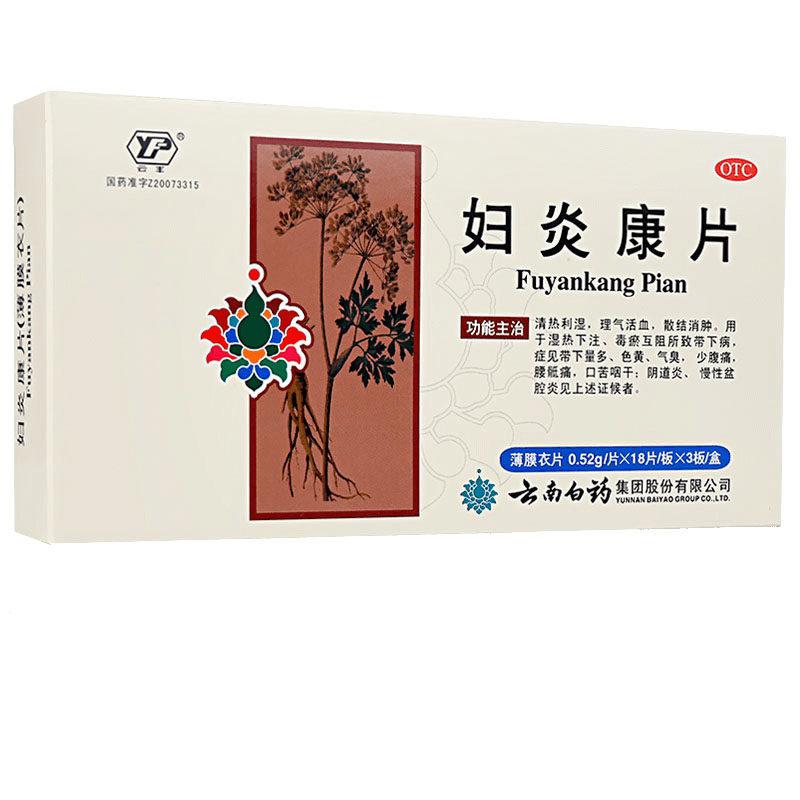 YF®
云丰
国药准字Z20073315
OTC
妇炎康片
Fuyankang Pian
功能主治
清热利湿，理气活血，散结消肿。用
于湿热下注、毒瘀互阻所致带下病，
症见带下量多、色黄、气臭，少腹痛，
腰骶痛，口苦咽干；阴道炎、慢性盆
腔炎见上述证候者。
薄膜衣片 0.52g/片×18片/板×3板/盒
云南白药 集团股份有限公司
YUNNAN BAIYAO GROUP CO.,LTD.
妇炎康片(薄膜衣片)
Fuyankang Pian